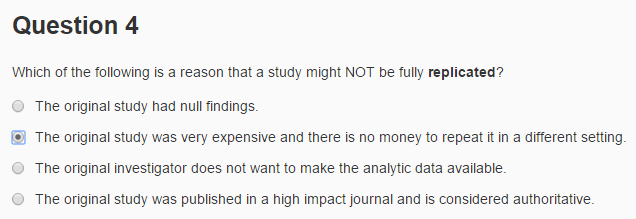 Question 4
Which of the following is a reason that a study might NOT be fully replicated?
The original study had null findings.
The original study was very expensive and there is no money to repeat it in a different setting.
The original investigator does not want to make the analytic data available.
The original study was published in a high impact journal and is considered authoritative.